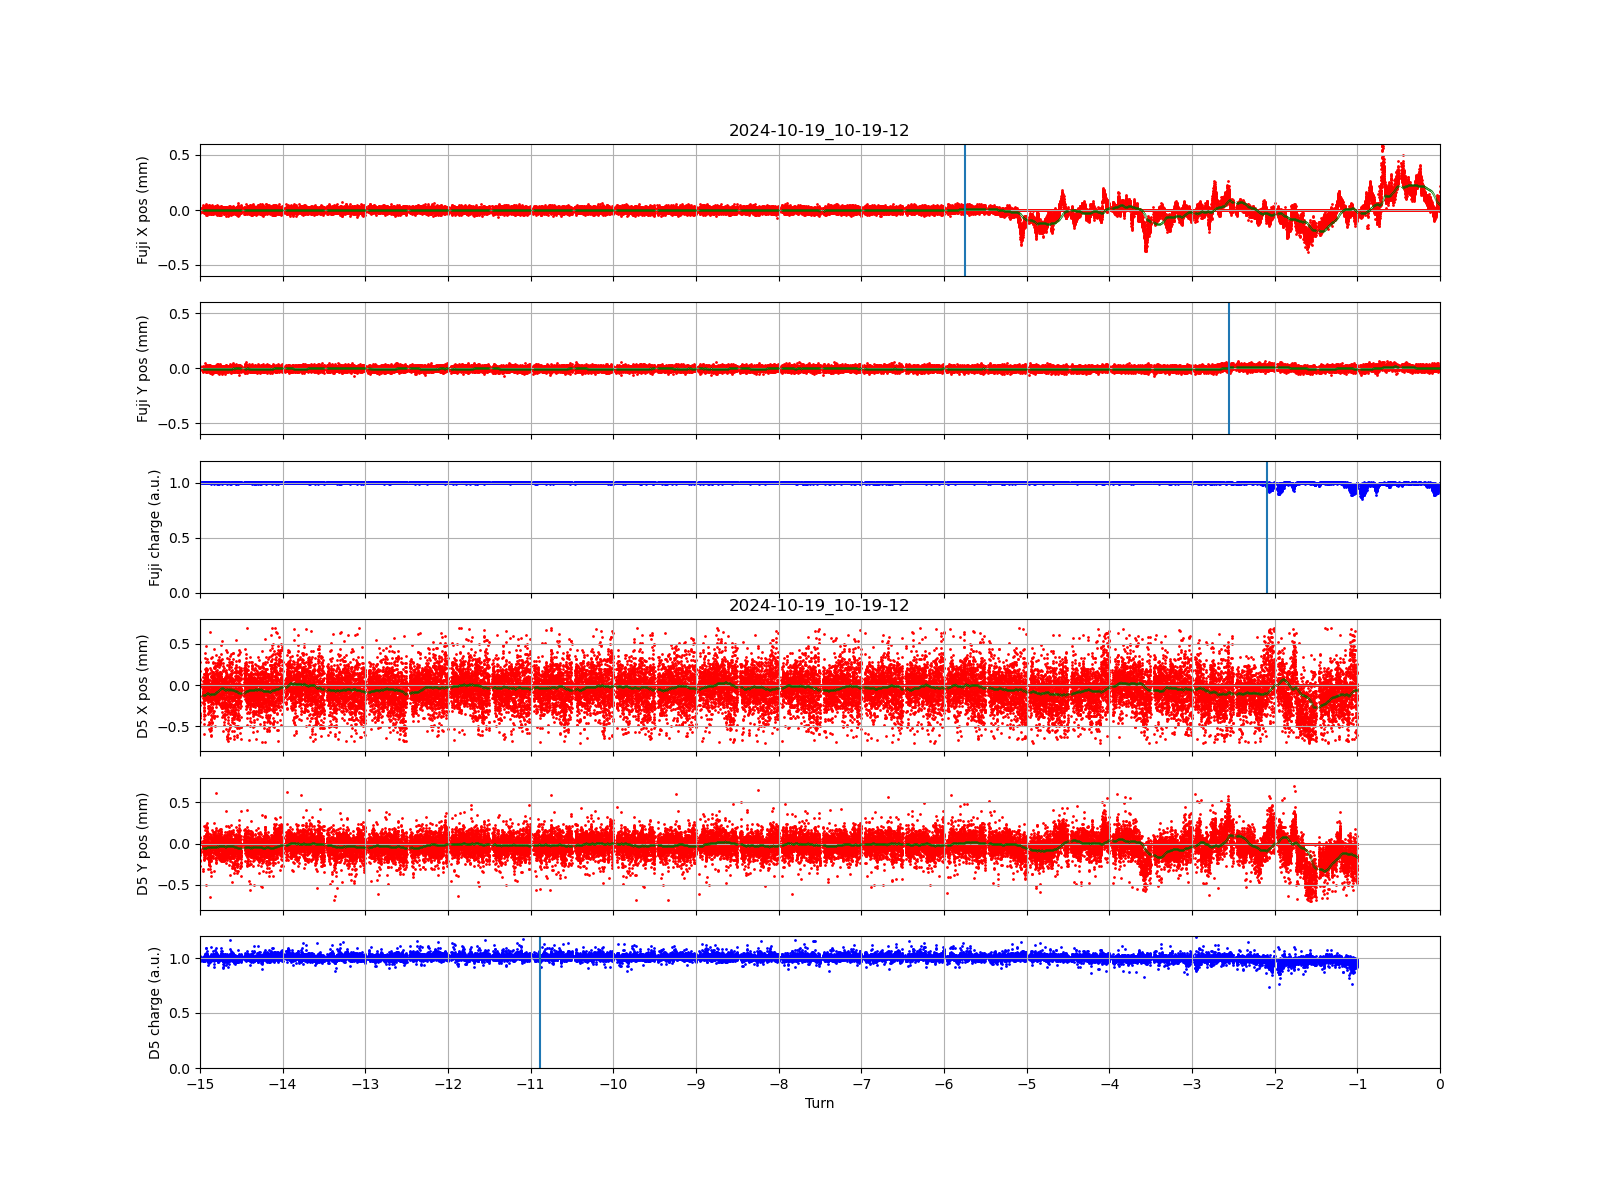 2024-10-19_10-19-12
Fuji X pos (mm)
0.5
0.0
−0.5
Fuji Y pos (mm)
0.5
0.0
−0.5
Fuji charge (a.u.)
1.0
0.5
0.0
2024-10-19_10-19-12
D5 X pos (mm)
0.5
0.0
−0.5
D5 Y pos (mm)
0.5
0.0
−0.5
D5 charge (a.u.)
1.0
0.5
0.0
−15 −14 −13 −12 −11 −10 −9 −8 −7 −6 −5 −4 −3 −2 −1 0
Turn